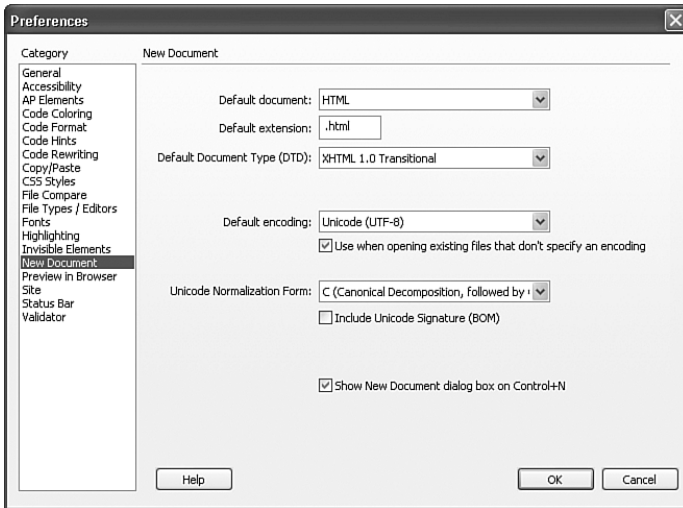 Preferences
Category
General
Accessibility
AP Elements
Code Coloring
Code Format
Code Hints
Code Rewriting
Copy/Paste
CSS Styles
File Compare
File Types / Editors
Fonts
Highlighting
Invisible Elements
New Document
Preview in Browser
Site
Status Bar
Validator
New Document
Default document: HTML
Default extension: .html
Default Document Type (DTD): XHTML 1.0 Transitional
Default encoding: Unicode (UTF-8)
Use when opening existing files that don't specify an encoding
Unicode Normalization Form: C (Canonical Decomposition, followed by
Include Unicode Signature (BOM)
Show New Document dialog box on Control+N
Help
OK
Cancel